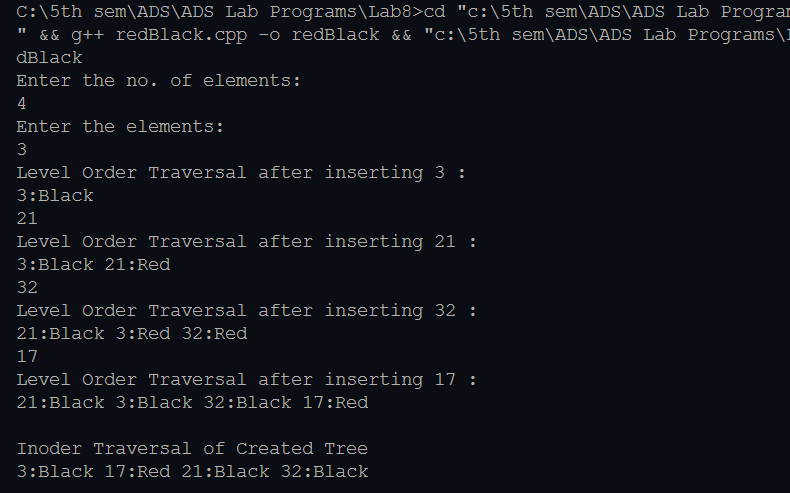 C:\5th sem\ADS\ADS Lab Programs\Lab8>cd "c:\5th sem\ADS\ADS Lab
" && g++ redBlack.cpp -o redBlack && "c:\5th sem\ADS\ADS Lab Programs\
dBlack
Enter the no. of elements:
4
Enter the elements:
3
Level Order Traversal after inserting 3 :
3:Black
21
Level Order Traversal after inserting 21 :
3:Black 21:Red
32
Level Order Traversal after inserting 32 :
21:Black 3:Red 32:Red
17
Level Order Traversal after inserting 17 :
21:Black 3:Black 32:Black 17:Red
Inoder Traversal of Created Tree
3:Black 17:Red 21:Black 32:Black